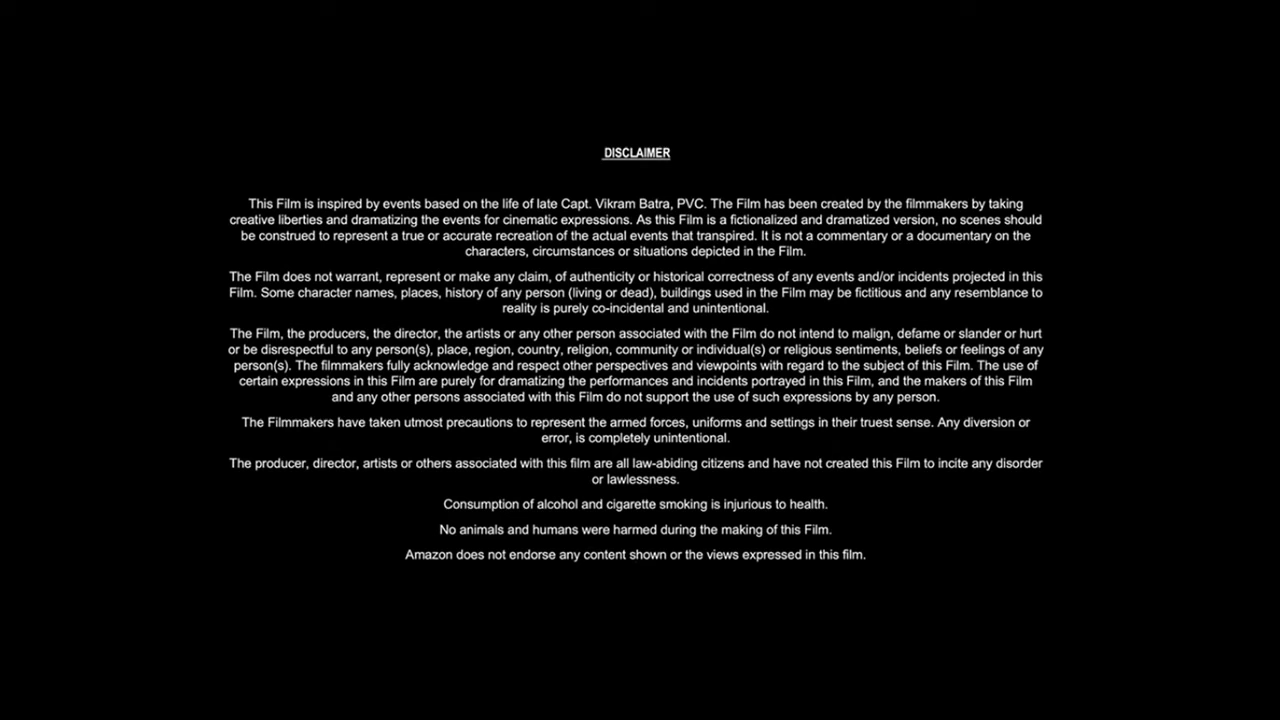 DISCLAIMER
This Film is inspired by events based on the life of late Capt. Vikram Batra, PVC. The Film has been created by the filmmakers by taking
creative liberties and dramatizing the events for cinematic expressions. As this Film is a fictionalized and dramatized version, no scenes should
be construed to represent a true or accurate recreation of the actual events that transpired. It is not a commentary or a documentary on the
characters, circumstances or situations depicted in the Film.
The Film does not warrant, represent or make any claim, of authenticity or historical correctness of any events and/or incidents projected in this
Film. Some character names, places, history of any person (living or dead), buildings used in the Film may be fictitious and any resemblance to
reality is purely co-incidental and unintentional.
The Film, the producers, the director, the artists or any other person associated with the Film do not intend to malign, defame or slander or hurt
or be disrespectful to any person(s), place, region, country, religion, community or individual(s) or religious sentiments, beliefs or feelings of any
person(s). The filmmakers fully acknowledge and respect other perspectives and viewpoints with regard to the subject of this Film. The use of
certain expressions in this Film are purely for dramatizing the performances and incidents portrayed in this Film, and the makers of this Film
and any other persons associated with this Film do not support the use of such expressions by any person.
The Filmmakers have taken utmost precautions to represent the armed forces, uniforms and settings in their truest sense. Any diversion or
error, is completely unintentional.
The producer, director, artists or others associated with this film are all law-abiding citizens and have not created this Film to incite any disorder
or lawlessness.
Consumption of alcohol and cigarette smoking is injurious to health.
No animals and humans were harmed during the making of this Film.
Amazon does not endorse any content shown or the views expressed in this film.